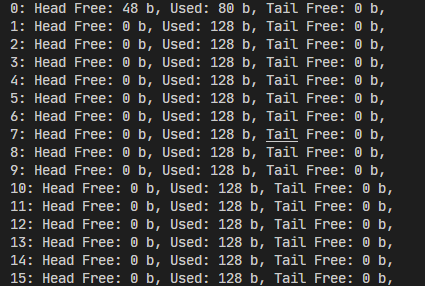 0: Head Free: 48 b, Used: 80 b, Tail Free: 0 b,
1: Head Free: 0 b, Used: 128 b, Tail Free: 0 b,
2: Head Free: 0 b, Used: 128 b, Tail Free: 0 b,
3: Head Free: 0 b, Used: 128 b, Tail Free: 0 b,
4: Head Free: 0 b, Used: 128 b, Tail Free: 0 b,
5: Head Free: 0 b, Used: 128 b, Tail Free: 0 b,
6: Head Free: 0 b, Used: 128 b, Tail Free: 0 b,
7: Head Free: 0 b, Used: 128 b, Tail Free: 0 b,
8: Head Free: 0 b, Used: 128 b, Tail Free: 0 b,
9: Head Free: 0 b, Used: 128 b, Tail Free: 0 b,
10: Head Free: 0 b, Used: 128 b, Tail Free: 0 b,
11: Head Free: 0 b, Used: 128 b, Tail Free: 0 b,
12: Head Free: 0 b, Used: 128 b, Tail Free: 0 b,
13: Head Free: 0 b, Used: 128 b, Tail Free: 0 b,
14: Head Free: 0 b, Used: 128 b, Tail Free: 0 b,
15: Head Free: 0 b, Used: 128 b, Tail Free: 0 b,